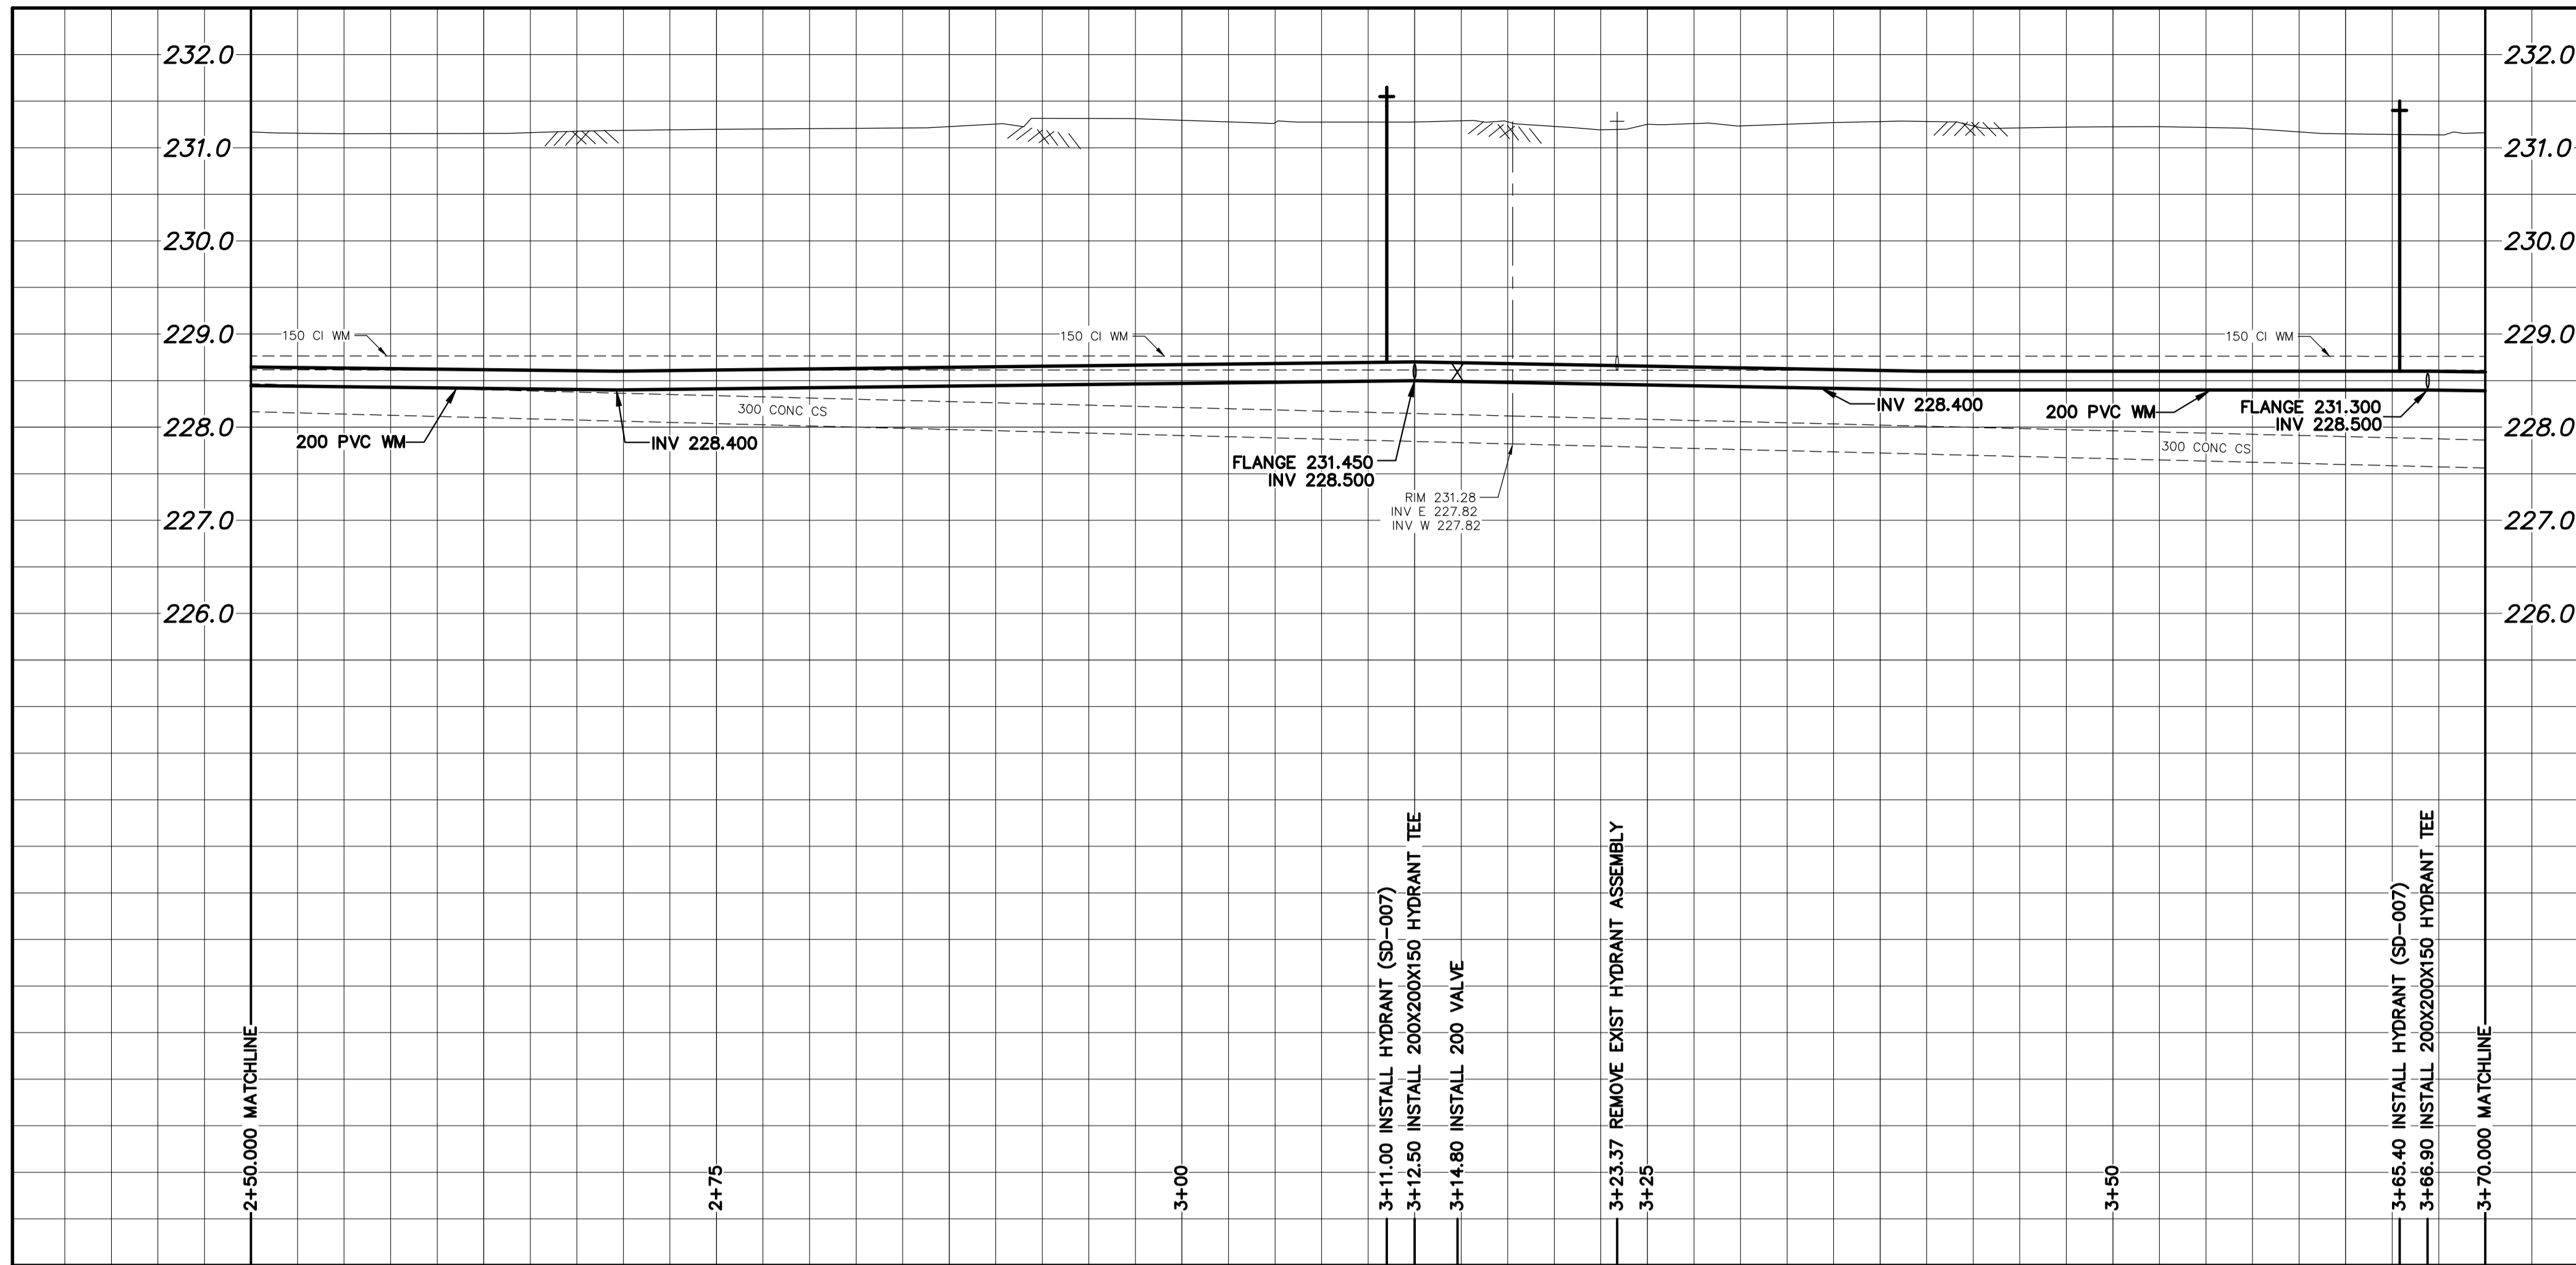 232.0
232.0
231.0
231.0
230.0
230.0
229.0
150 CI WM
150 CI WM
150 CI WM
229.0
300 CONC CS
INV 228.400
200 PVC WM
FLANGE 231.300
INV 228.500
228.0
228.0
200 PVC WM
INV 228.400
300 CONC CS
FLANGE 231.450
INV 228.500
RIM 231.28
INV E 227.82
INV W 227.82
227.0
227.0
226.0
226.0
2+50.000 MATCHLINE
2+75
3+00
3+11.00 INSTALL HYDRANT (SD-007)
3+12.50 INSTALL 200X200X150 HYDRANT TEE
3+14.80 INSTALL 200 VALVE
3+23.37 REMOVE EXIST HYDRANT ASSEMBLY
3+25
3+50
3+65.40 INSTALL HYDRANT (SD-007)
3+66.90 INSTALL 200X200X150 HYDRANT TEE
3+70.000 MATCHLINE